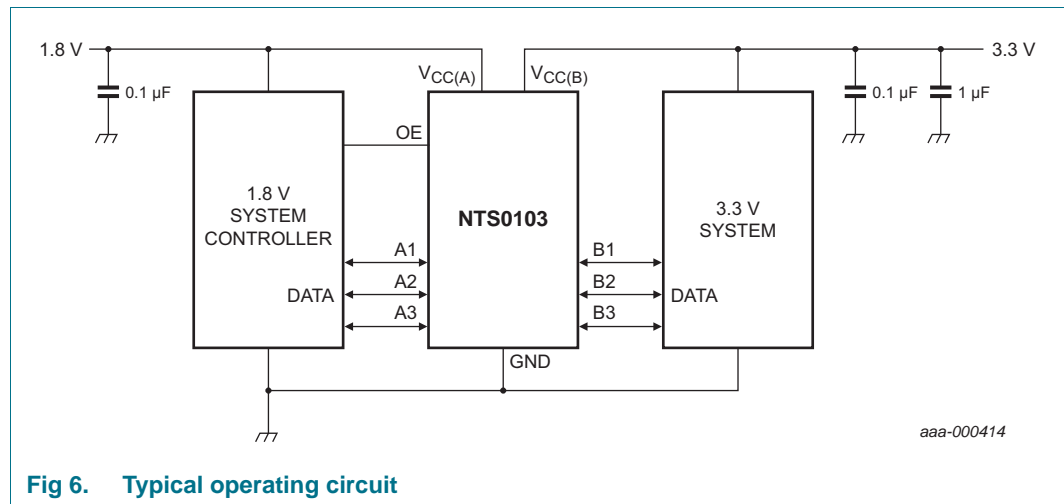 1.8 V
3.3 V
VCC(A)
VCC(B)
0.1 µF
0.1 µF
1 µF
OE
1.8 V
SYSTEM
CONTROLLER
NTS0103
3.3 V
SYSTEM
A1
B1
DATA
A2
B2
DATA
A3
B3
GND
aaa-000414
Fig 6. Typical operating circuit